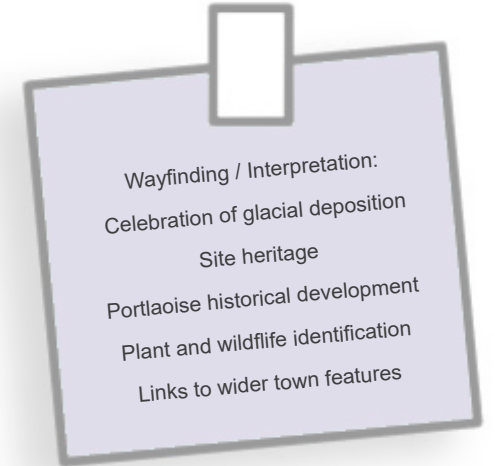 Wayfinding / Interpretation:
Celebration of glacial deposition
Site heritage
Portlaoise historical development
Plant and wildflife identification
Links to wider town features